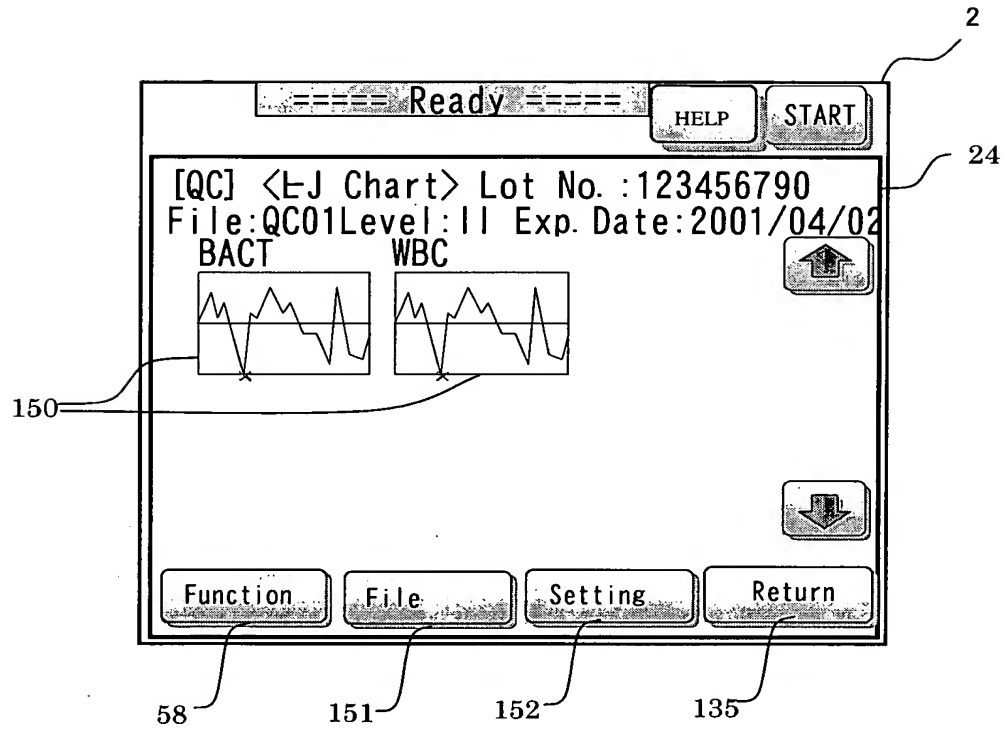 2
===== Ready =====
HELP
START
24
[QC] <L-J Chart> Lot No. :123456790
File:QC01Level:II Exp. Date:2001/04/02
BACT WBC
150
Function File Setting Return
58 151 152 135